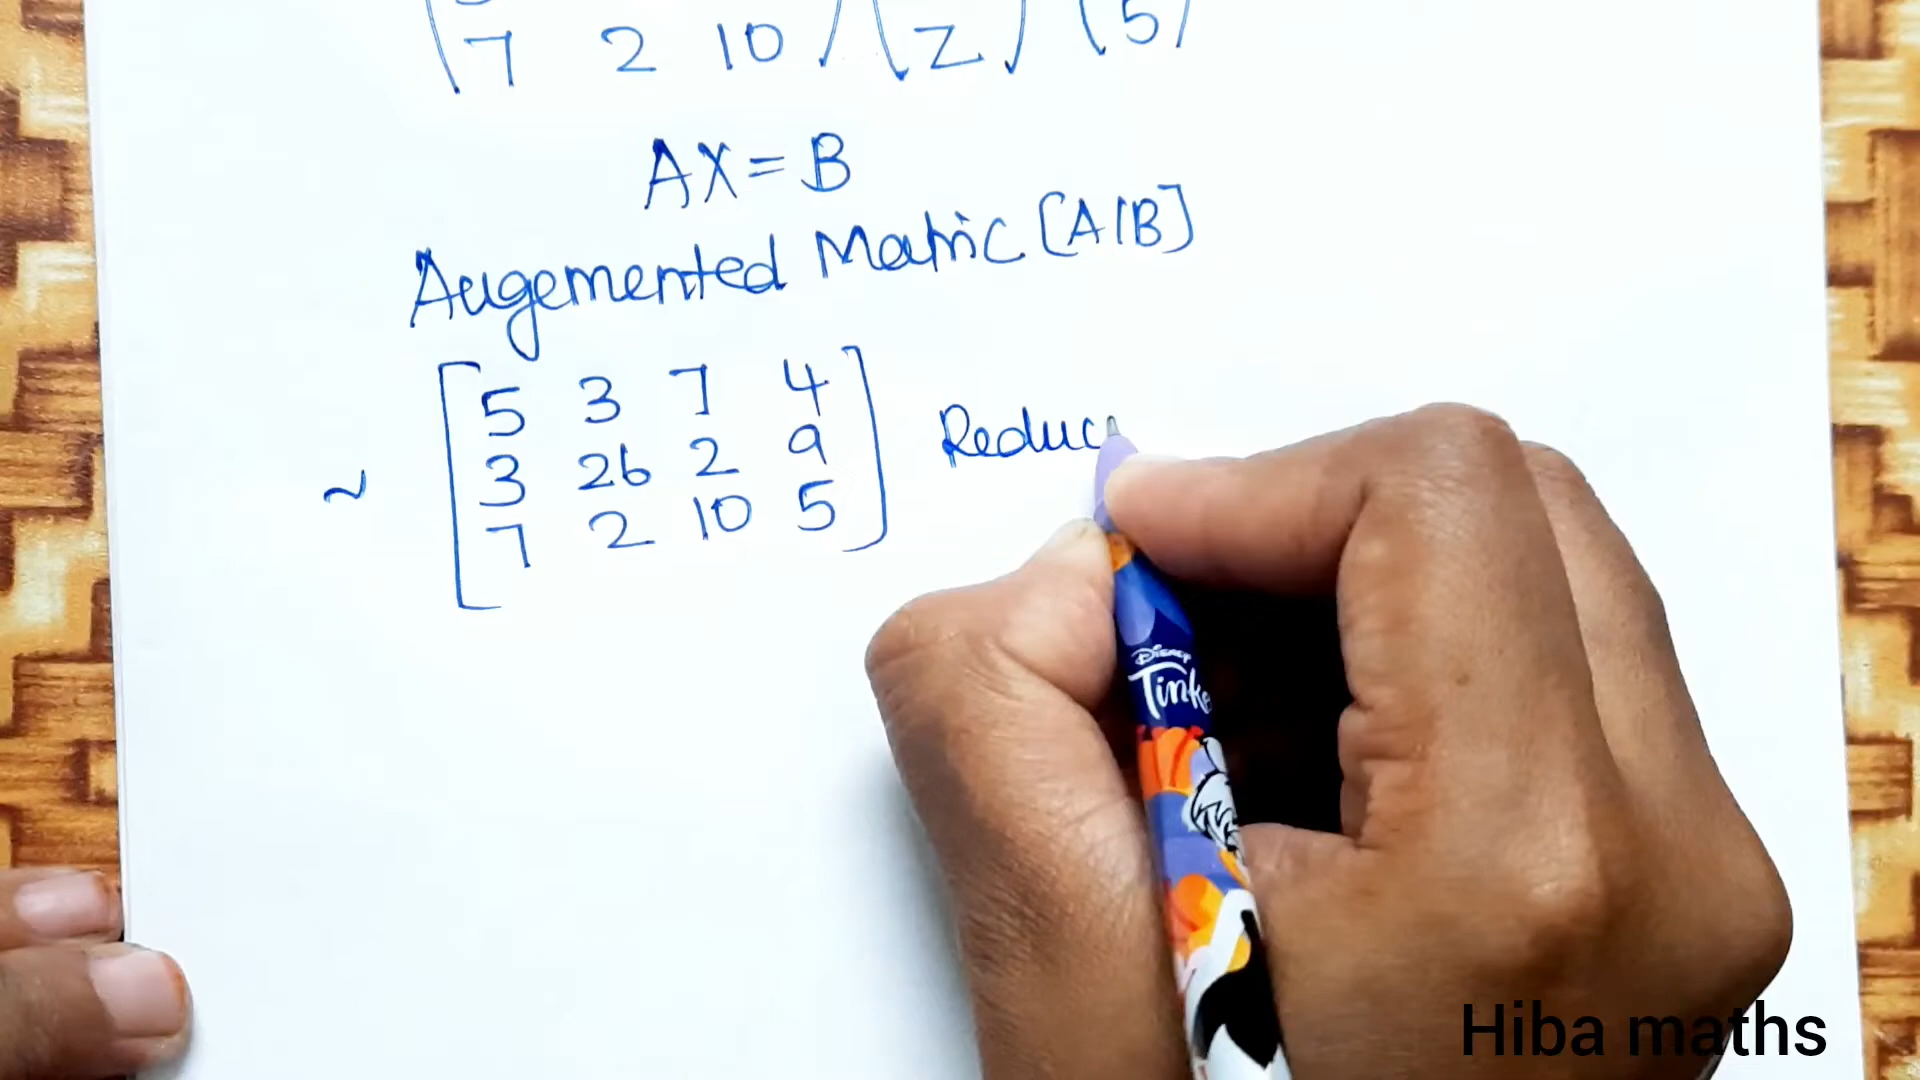 7 2 10 Z 5
AX = B
Augemented Matric [A|B]
5 3 7 4
~ 3 26 2 9
7 2 10 5
Reduc
Disney
Tinke
Hiba maths